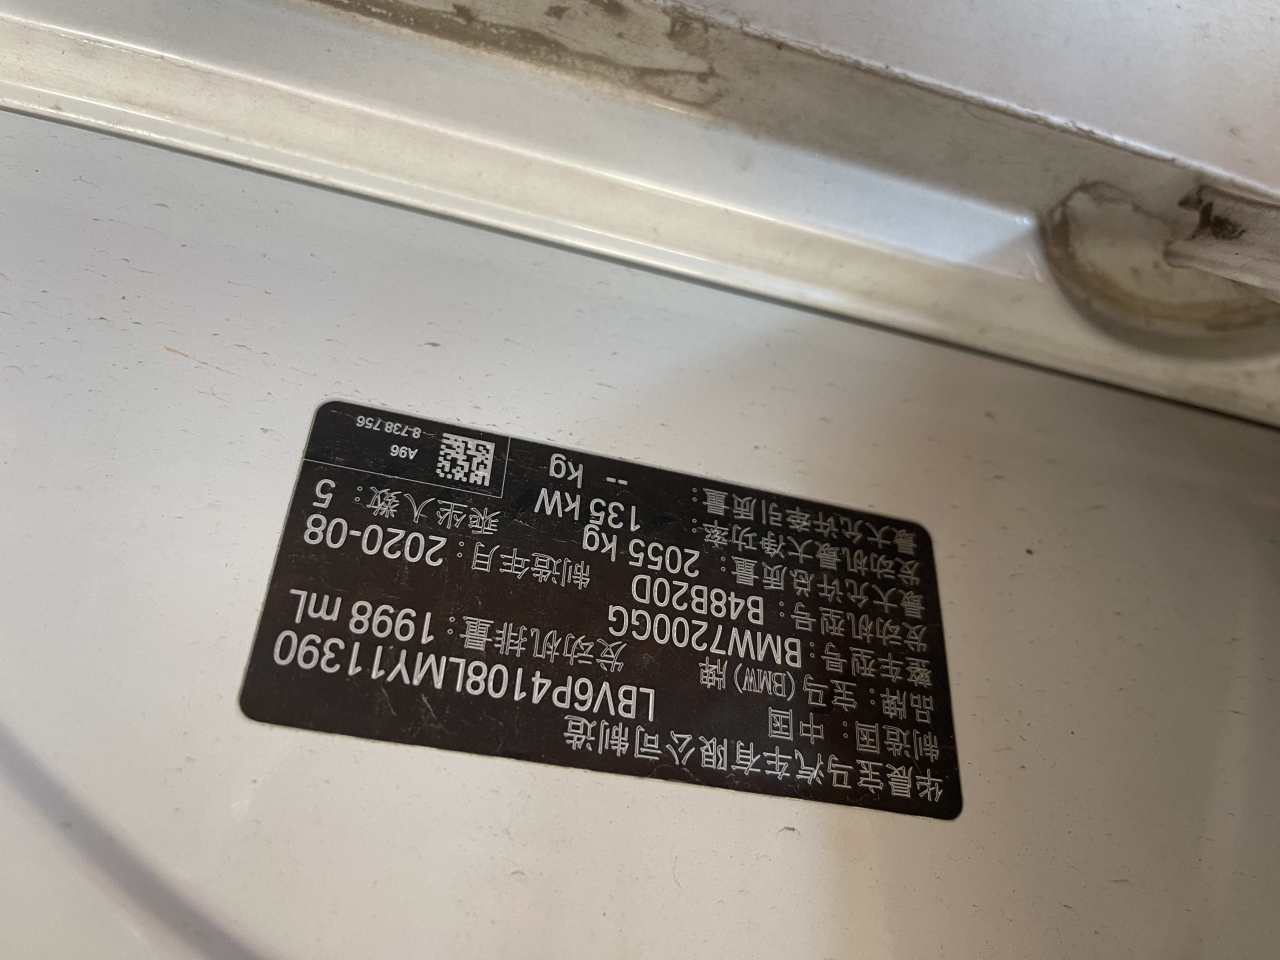 华晨宝马汽车有限公司制造
制造国：中国 LBV6P4108LMY11390
品牌：宝马(BMW)牌
整车型号：BMW7200GG 发动机排量：1998 mL
发动机型号：B48B20D
最大允许总质量：2055 kg 制造年月：2020-08
发动机最大净功率：135 kW 乘坐人数：5
最大允许牵引质量：-- kg
A96
8 738 756